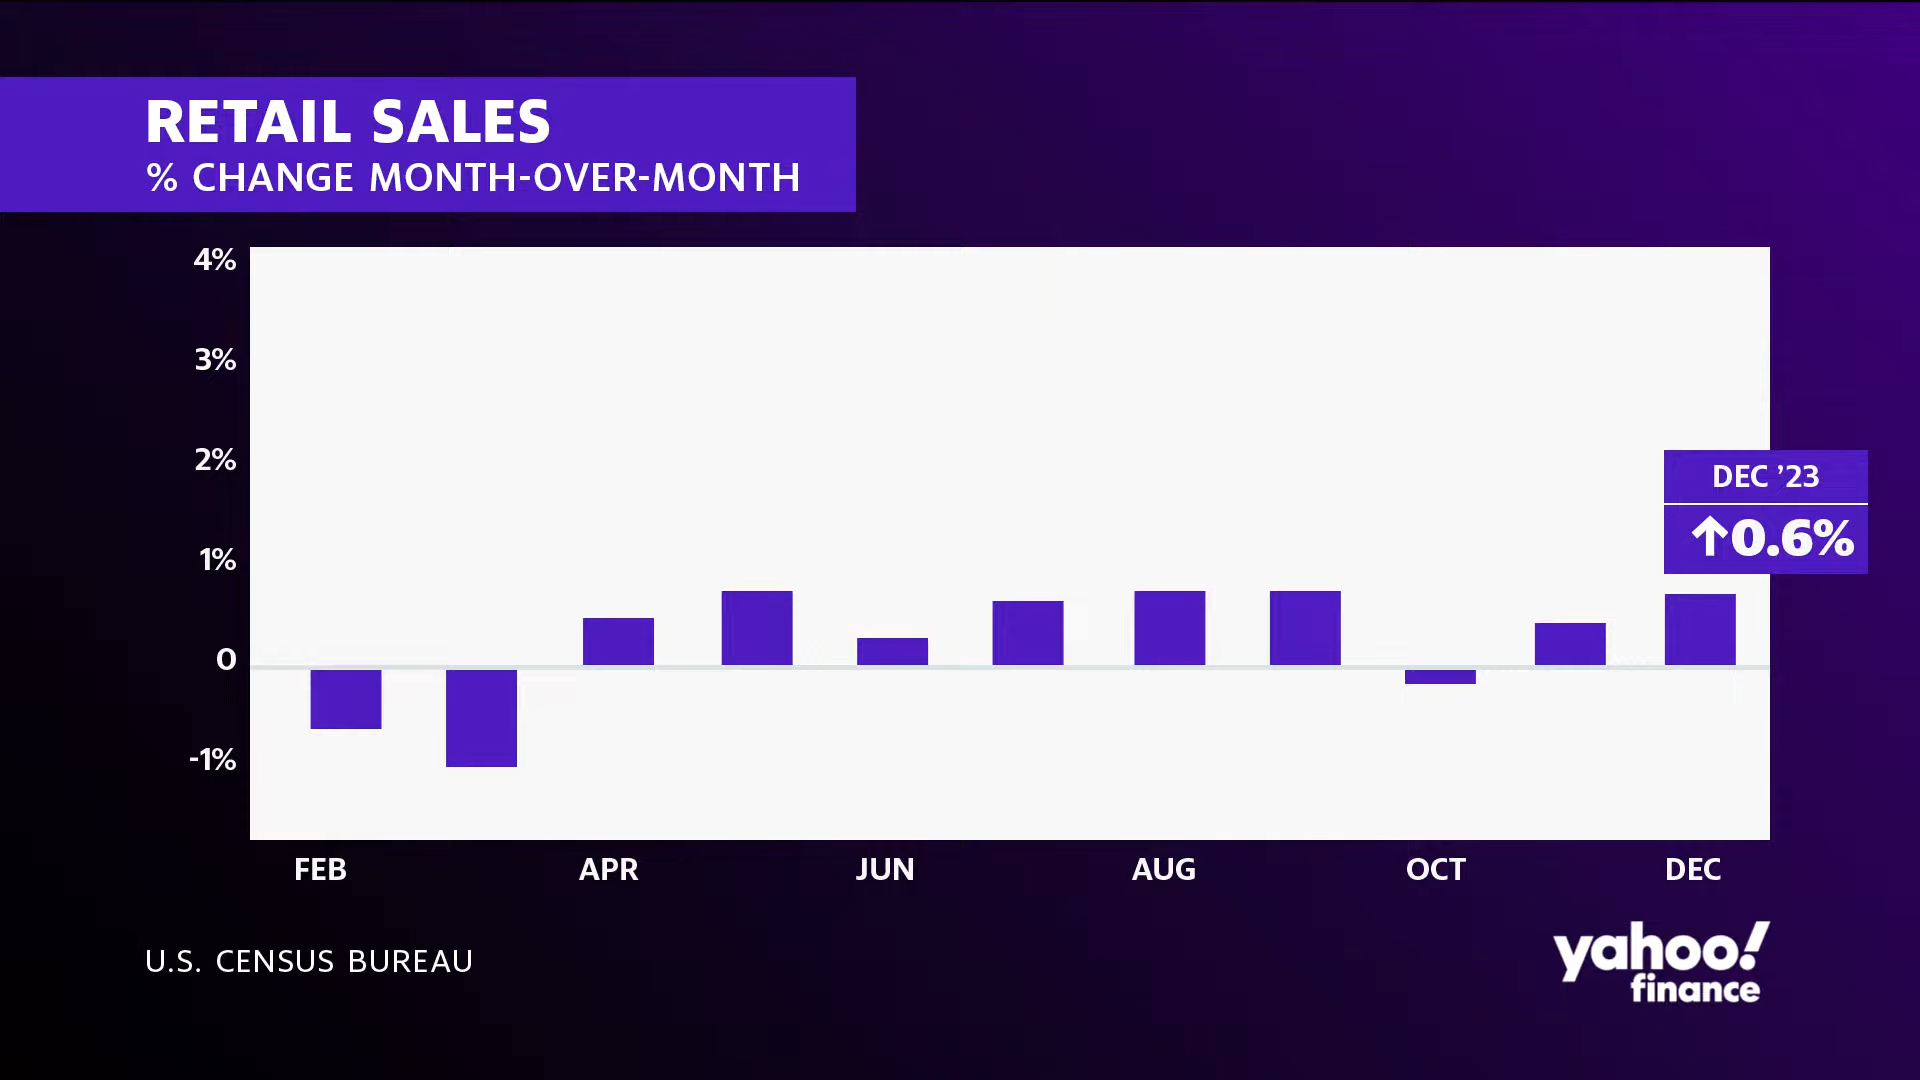 RETAIL SALES
% CHANGE MONTH-OVER-MONTH
4%
3%
2%
1%
0
-1%
DEC ’23
↑0.6%
FEB APR JUN AUG OCT DEC
U.S. CENSUS BUREAU
yahoo!
finance